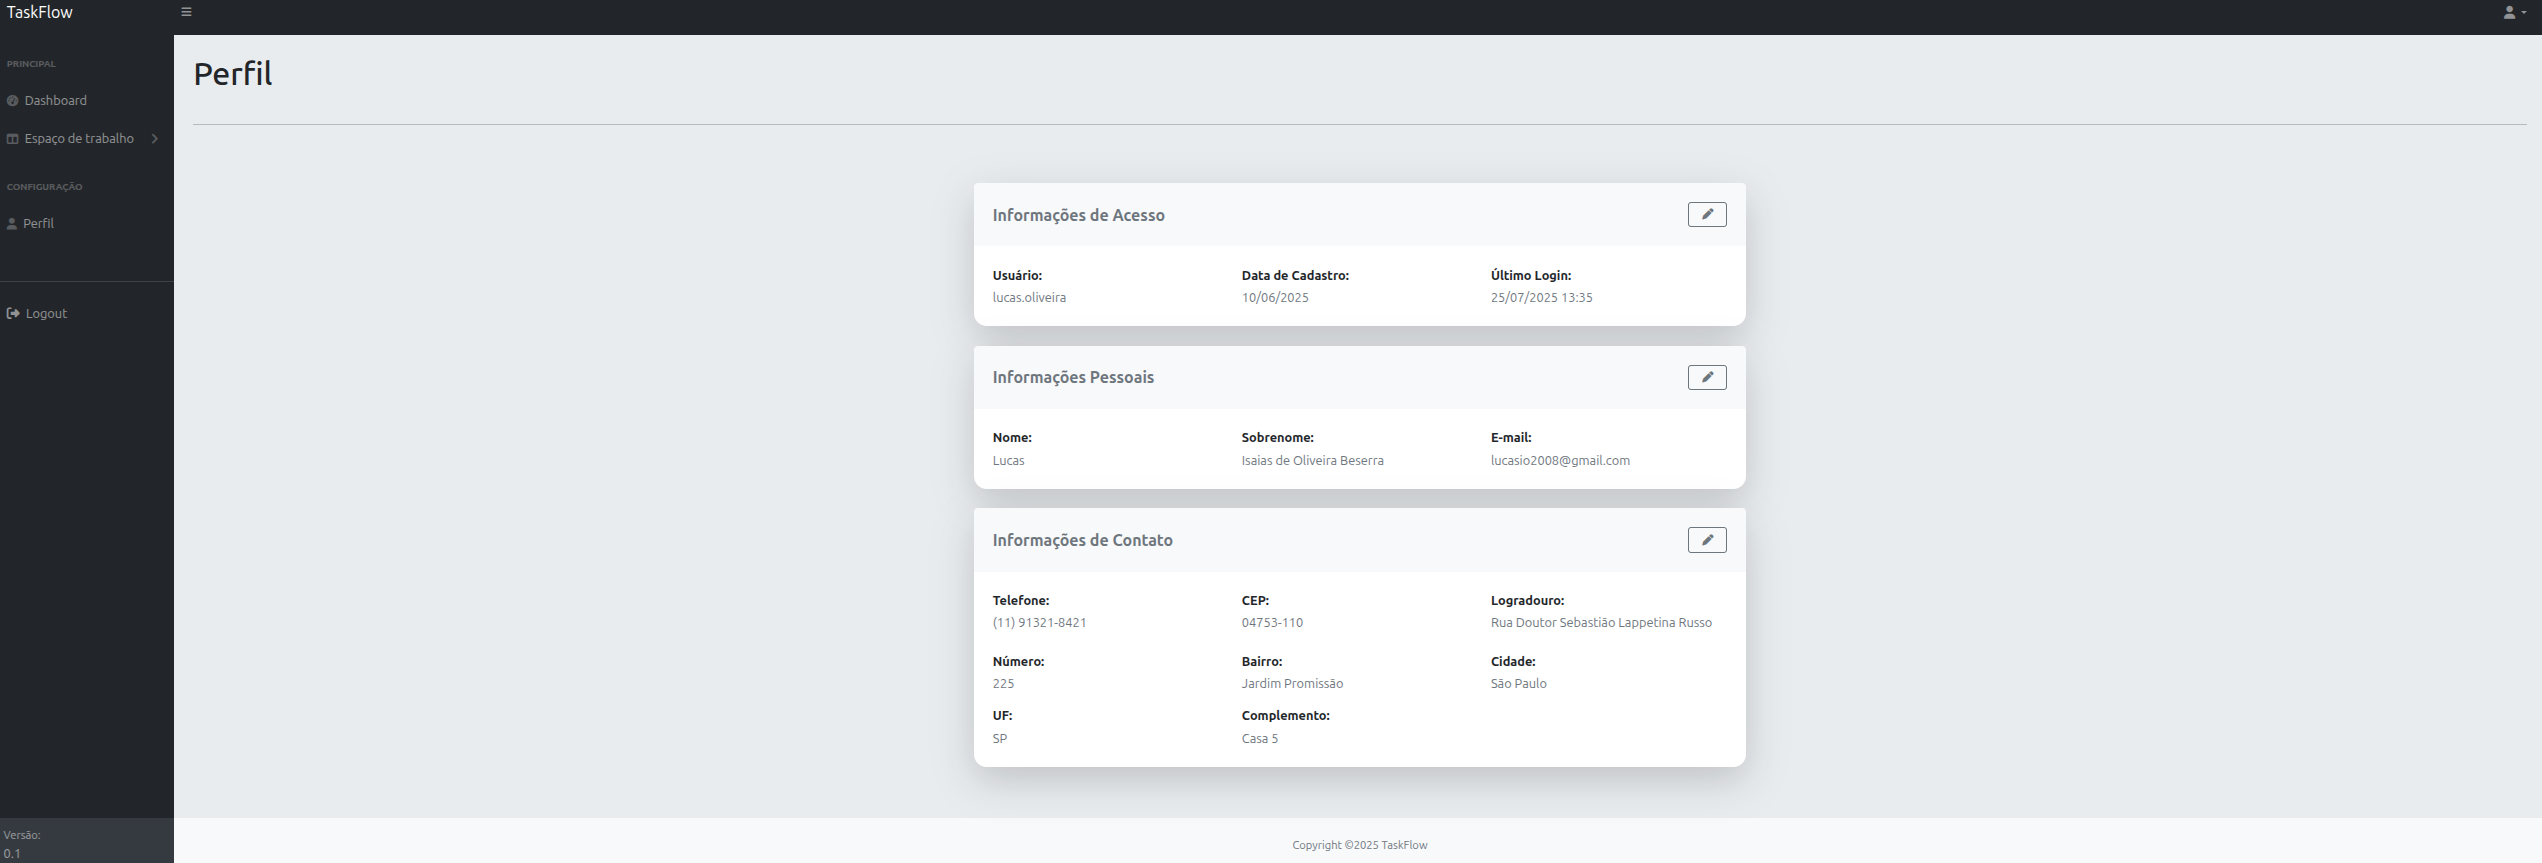 TaskFlow
PRINCIPAL
Dashboard
Espaço de trabalho
CONFIGURAÇÃO
Perfil
Logout
Versão:
0.1
Perfil
Informações de Acesso
Usuário: Data de Cadastro: Último Login:
lucas.oliveira 10/06/2025 25/07/2025 13:35
Informações Pessoais
Nome: Sobrenome: E-mail:
Lucas Isaias de Oliveira Beserra lucasio2008@gmail.com
Informações de Contato
Telefone: CEP: Logradouro:
(11) 91321-8421 04753-110 Rua Doutor Sebastião Lappetina Russo
Número: Bairro: Cidade:
225 Jardim Promissão São Paulo
UF: Complemento:
SP Casa 5
Copyright ©2025 TaskFlow